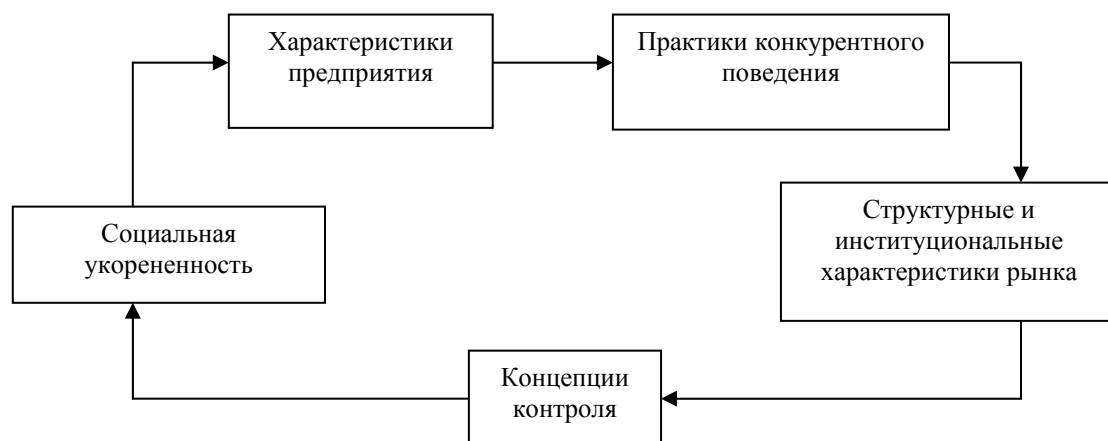 Характеристики
предприятия
Практики конкурентного
поведения
Социальная
укорененность
Структурные и
институциональные
характеристики рынка
Концепции
контроля